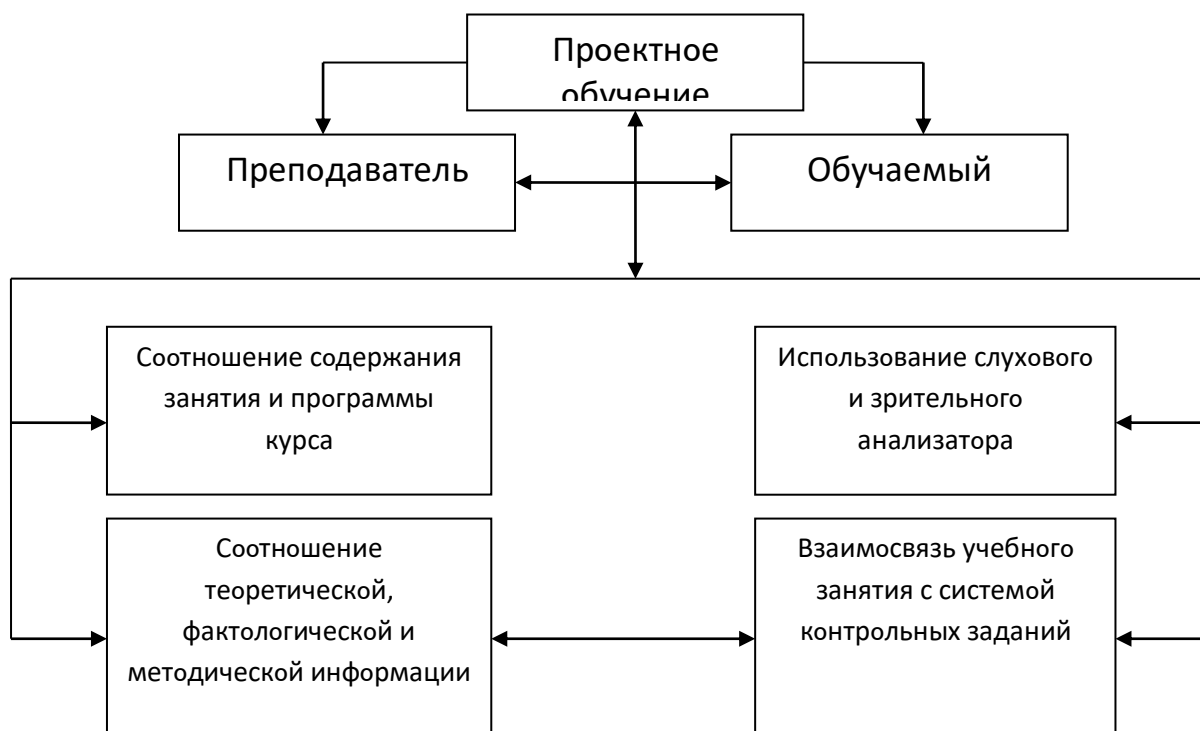 Проектное
обучение
Преподаватель
Обучаемый
Соотношение содержания
занятия и программы
курса
Использование слухового
и зрительного
анализатора
Соотношение
теоретической,
фактологической и
методической информации
Взаимосвязь учебного
занятия с системой
контрольных заданий